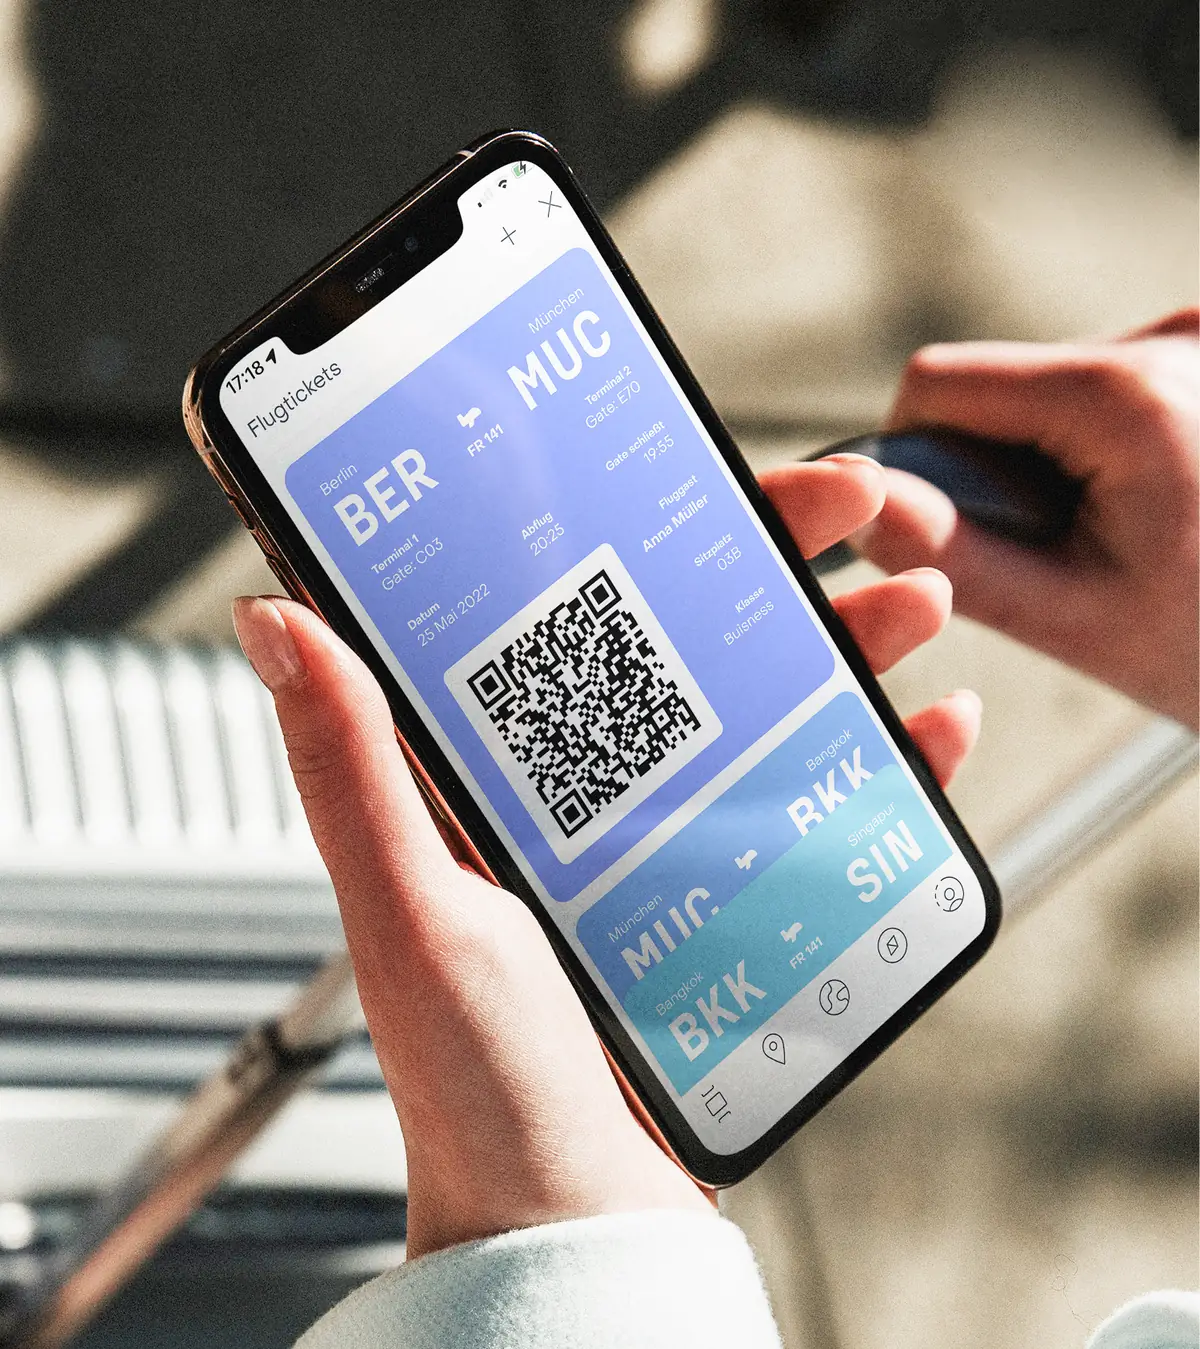 17:18
Flugtickets
Berlin
BER
FR 141
München
MUC
Terminal 1
Gate: C03
Terminal 2
Gate: E70
Datum
25 Mai 2022
Abflug
20:25
Gate schließt
19:55
Fluggast
Anna Müller
Sitzplatz
03B
Klasse
Buisness
München
MUC
Bangkok
BKK
Bangkok
BKK
FR 141
Singapur
SIN